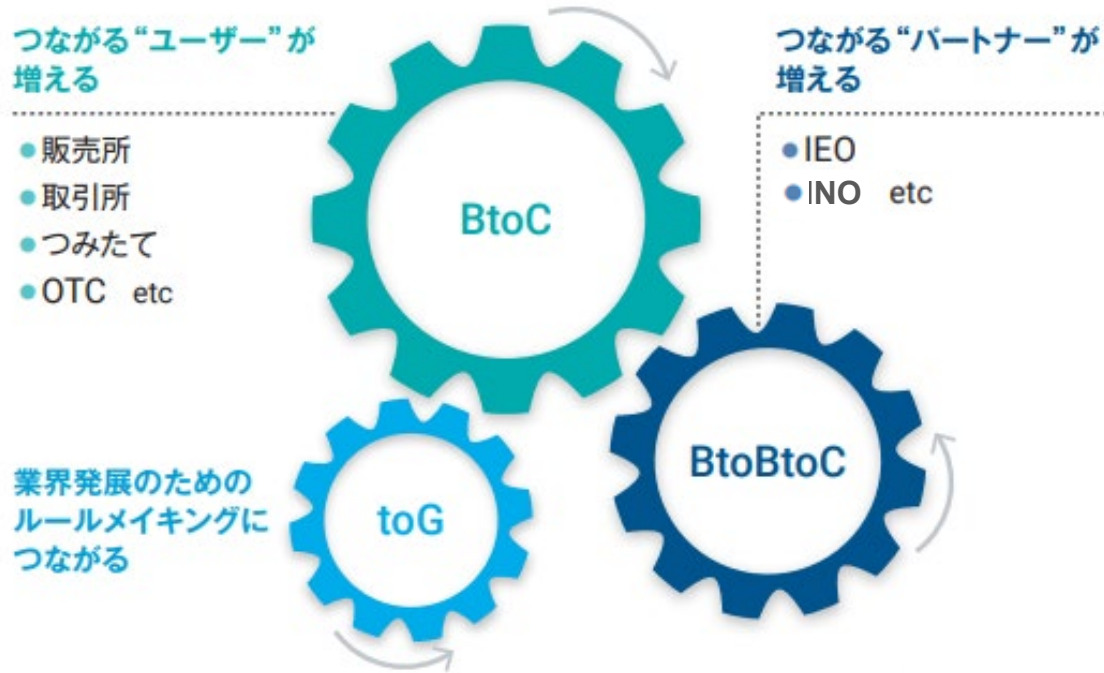 つながる“ユーザー”が
増える
販売所
取引所
つみたて
OTC etc
BtoC
つながる“パートナー”が
増える
IEO
INO etc
BtoBtoC
業界発展のための
ルールメイキングに
つながる
toG